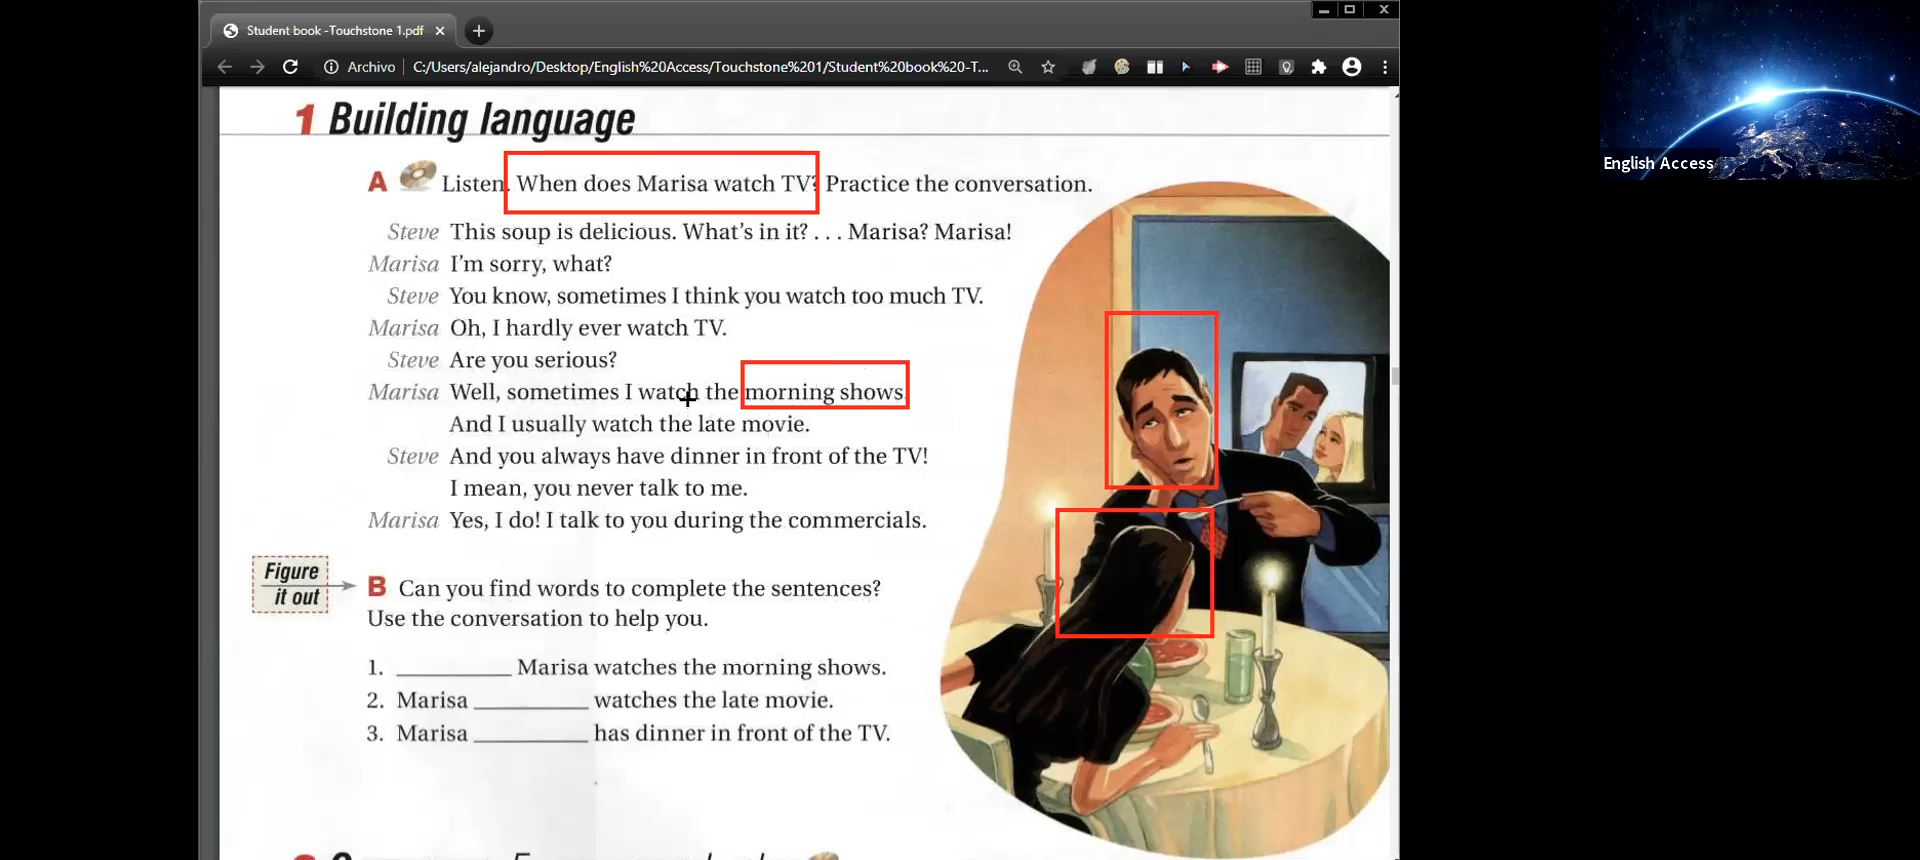 Student book -Touchstone 1.pdf
Archivo C:/Users/alejandro/Desktop/English%20Access/Touchstone%201/Student%20book%20-T...
English Access
1 Building language
A Listen. When does Marisa watch TV? Practice the conversation.
Steve This soup is delicious. What's in it? . . . Marisa? Marisa!
Marisa I'm sorry, what?
Steve You know, sometimes I think you watch too much TV.
Marisa Oh, I hardly ever watch TV.
Steve Are you serious?
Marisa Well, sometimes I watch the morning shows.
And I usually watch the late movie.
Steve And you always have dinner in front of the TV!
I mean, you never talk to me.
Marisa Yes, I do! I talk to you during the commercials.
Figure
it out
B Can you find words to complete the sentences?
Use the conversation to help you.
1. __________ Marisa watches the morning shows.
2. Marisa __________ watches the late movie.
3. Marisa __________ has dinner in front of the TV.